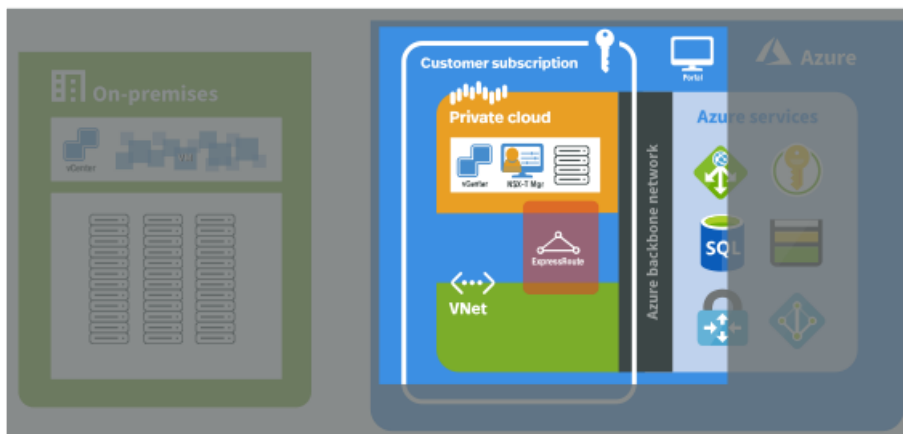 On-premises
vCenter
Customer subscription
Portal
Azure
Private cloud
vCenter
NSX-T Mgr
ExpressRoute
VNet
Azure backbone network
Azure services
SQL